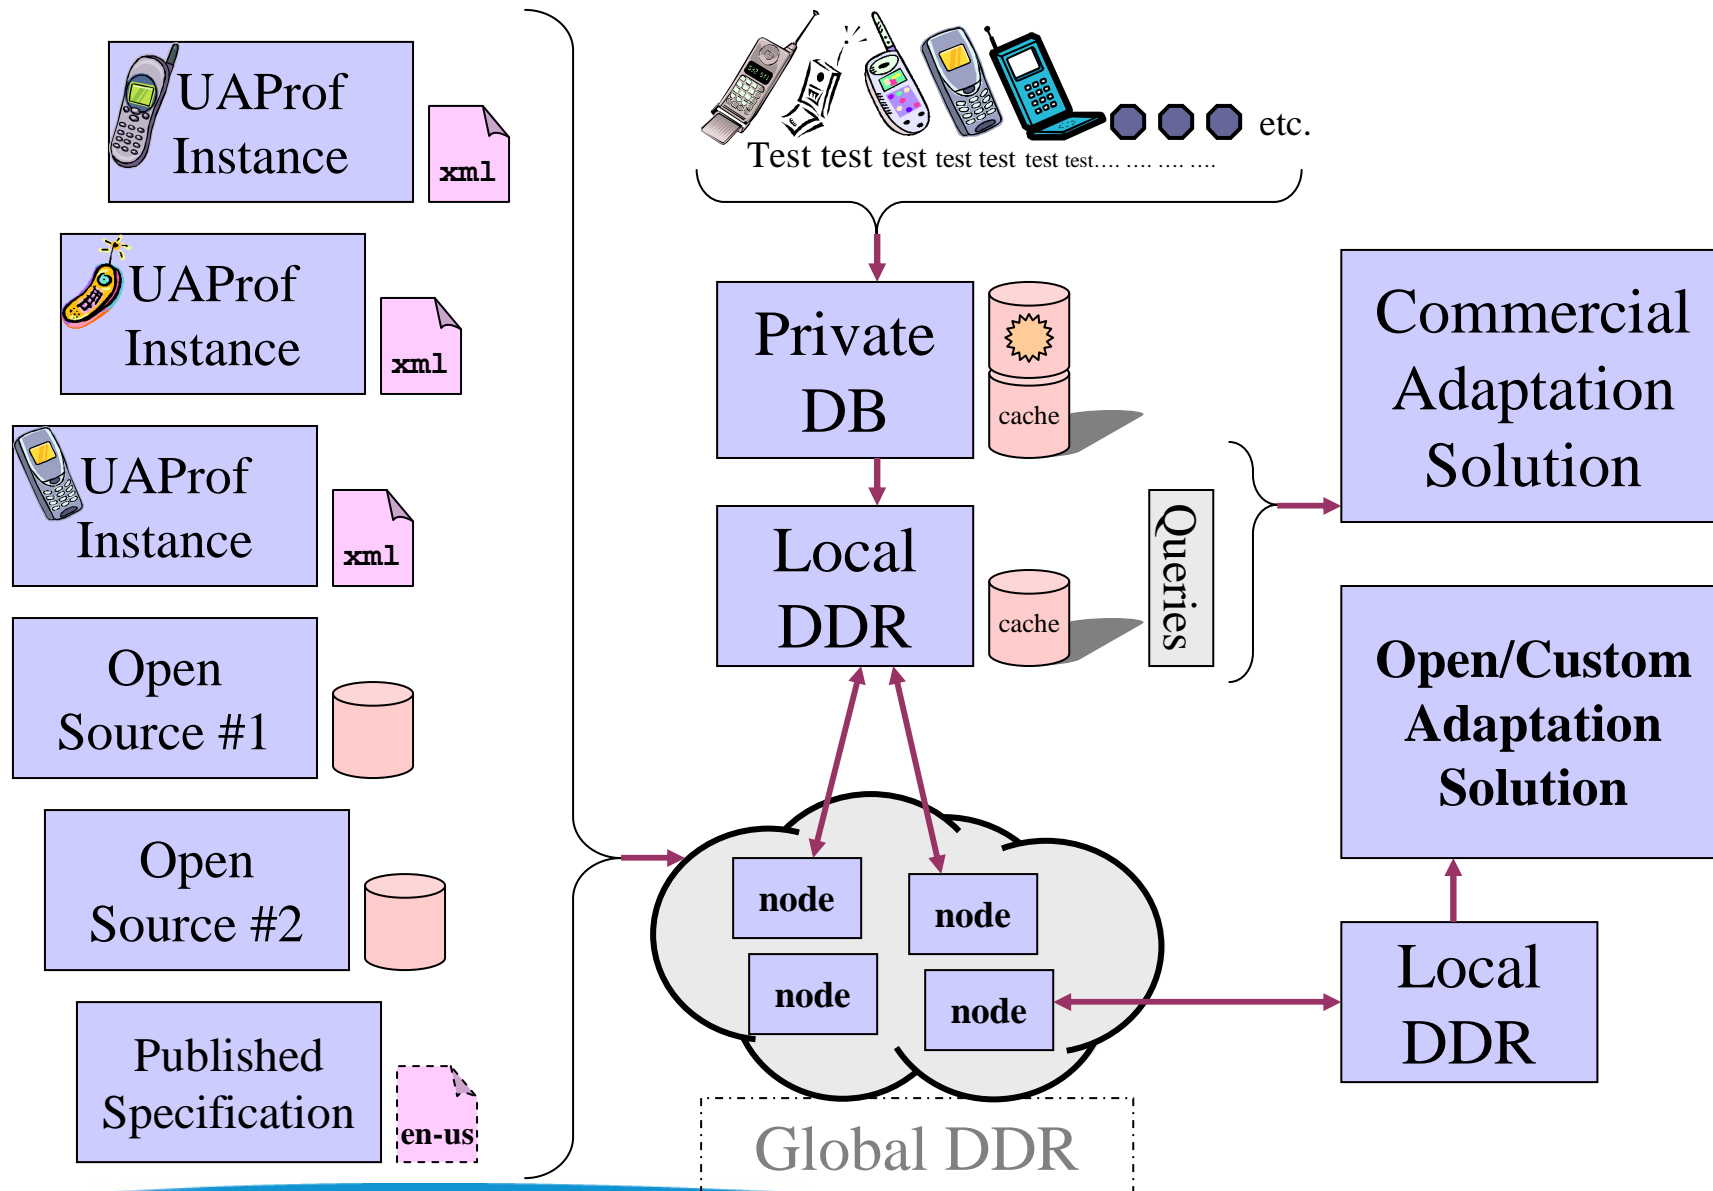 UAProf
Instance
xml
UAProf
Instance
xml
UAProf
Instance
xml
Open
Source #1
Open
Source #2
Published
Specification
en-us
etc.
Test test test test test test test.... .... .... ....
Private
DB
cache
Local
DDR
cache
Queries
node
node
node
node
Global DDR
Commercial
Adaptation
Solution
Open/Custom
Adaptation
Solution
Local
DDR